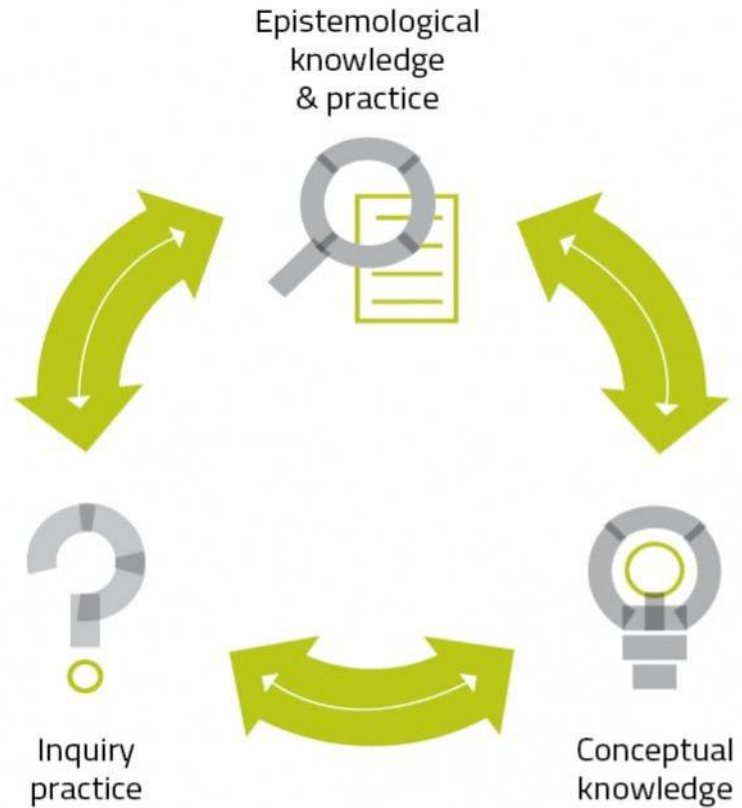 Epistemological
knowledge
& practice
Inquiry
practice
Conceptual
knowledge